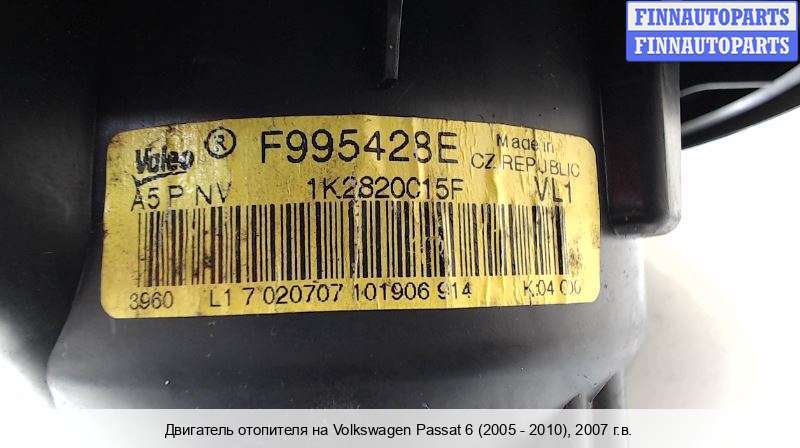 FINNAUTOPARTS
FINNAUTOPARTS
Valeo ® F995428E Made in
CZ REPUBLIC
A5 P NV 1K2820015F VL1
3960 L1 7 020707 101906 914 K:04 C00
Двигатель отопителя на Volkswagen Passat 6 (2005 - 2010), 2007 г.в.